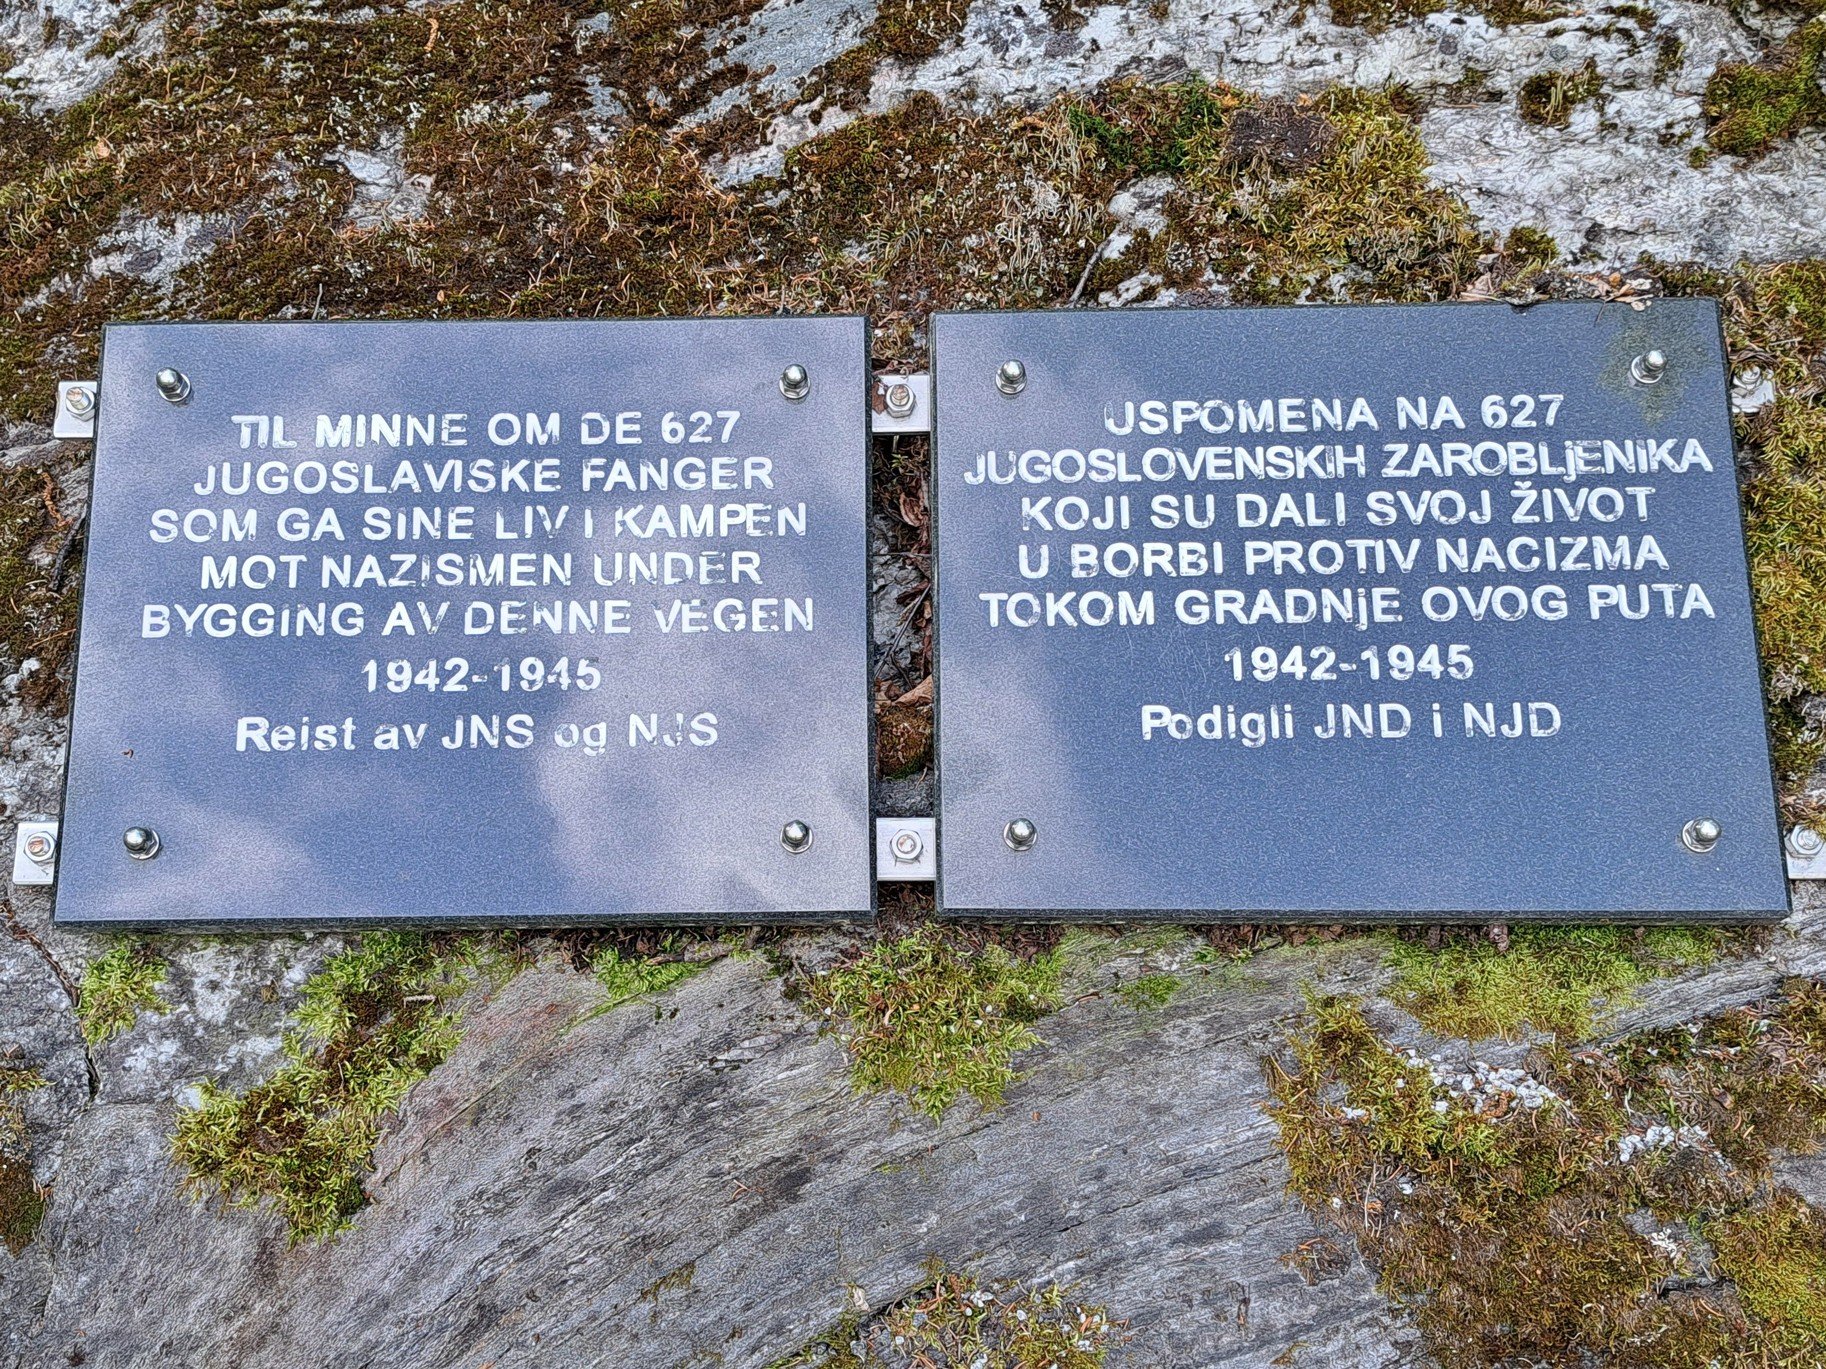 TIL MINNE OM DE 627
JUGOSLAVISKE FANGER
SOM GA SINE LIV I KAMPEN
MOT NAZISMEN UNDER
BYGGING AV DENNE VEGEN
1942-1945
Reist av JNS og NJS
USPOMENA NA 627
JUGOSLOVENSKIH ZAROBLjENIKA
KOJI SU DALI SVOJ ŽIVOT
U BORBI PROTIV NACIZMA
TOKOM GRADNjE OVOG PUTA
1942-1945
Podigli JND i NJD